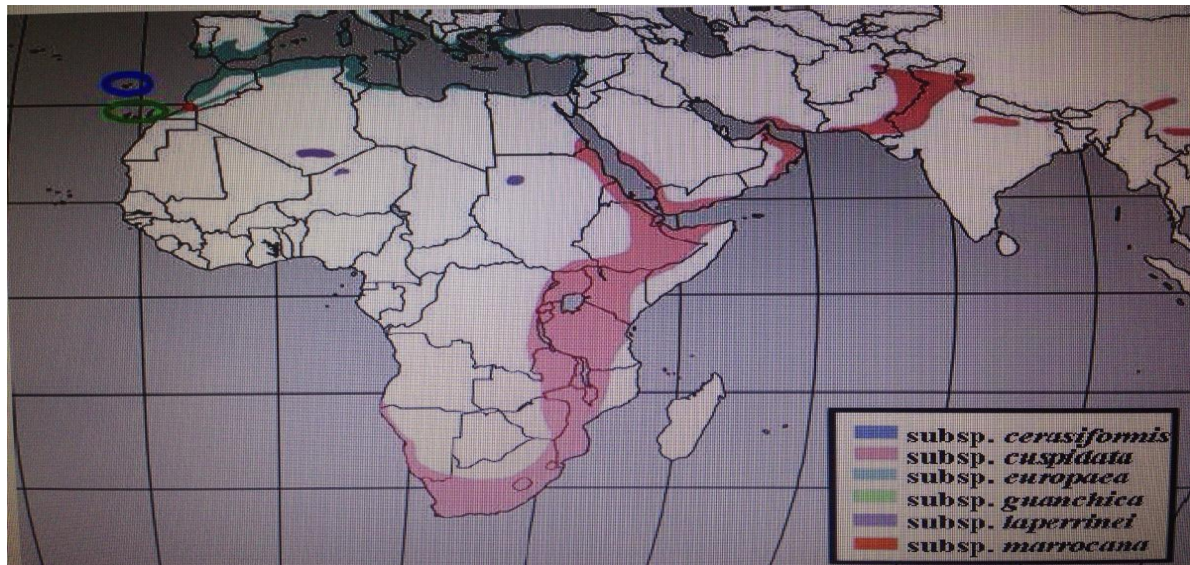 subsp. cerasiformis
subsp. cuspidata
subsp. europaea
subsp. guanchica
subsp. laperrinei
subsp. marrocana